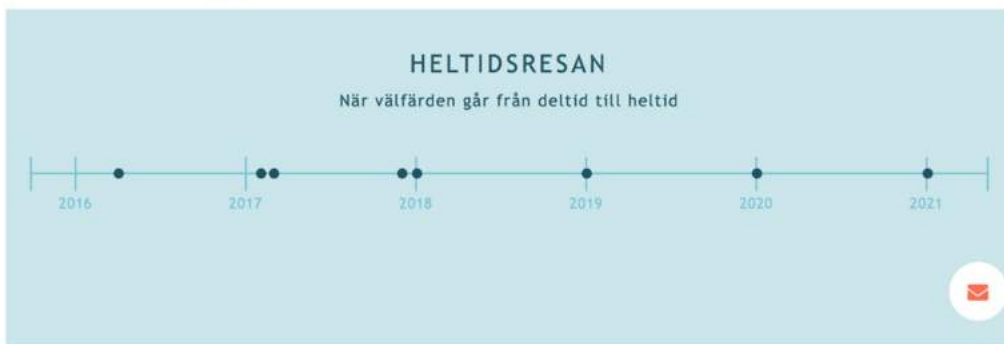 HELTIDSRESAN
När välfärden går från deltid till heltid
2016 2017 2018 2019 2020 2021